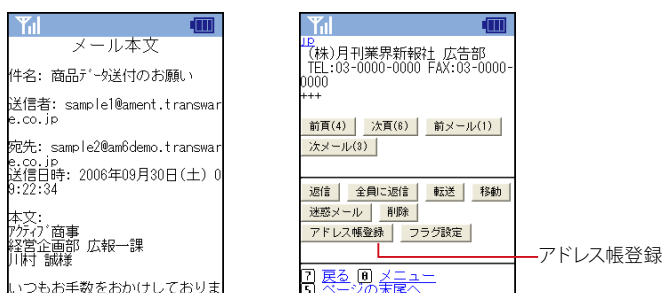 メール本文
件名: 商品ﾃﾞｰﾀ送付のお願い
送信者: sample1@ament.transwar
e.co.jp
宛先: sample2@am6demo.transwar
e.co.jp
送信日時: 2006年09月30日(土) 0
9:22:34
本文:
ｱｸﾃｨﾌﾞ商事
経営企画部 広報一課
川村 誠様
いつもお手数をおかけしておりま
jp
(株)月刊業界新報社 広告部
TEL:03-0000-0000 FAX:03-0000-
0000
+++
前頁(4) 次頁(6) 前メール(1)
次メール(3)
返信 全員に返信 転送 移動
迷惑メール 削除
アドレス帳登録 フラグ設定
アドレス帳登録
7 戻る 0 メニュー
5 ページの末尾へ